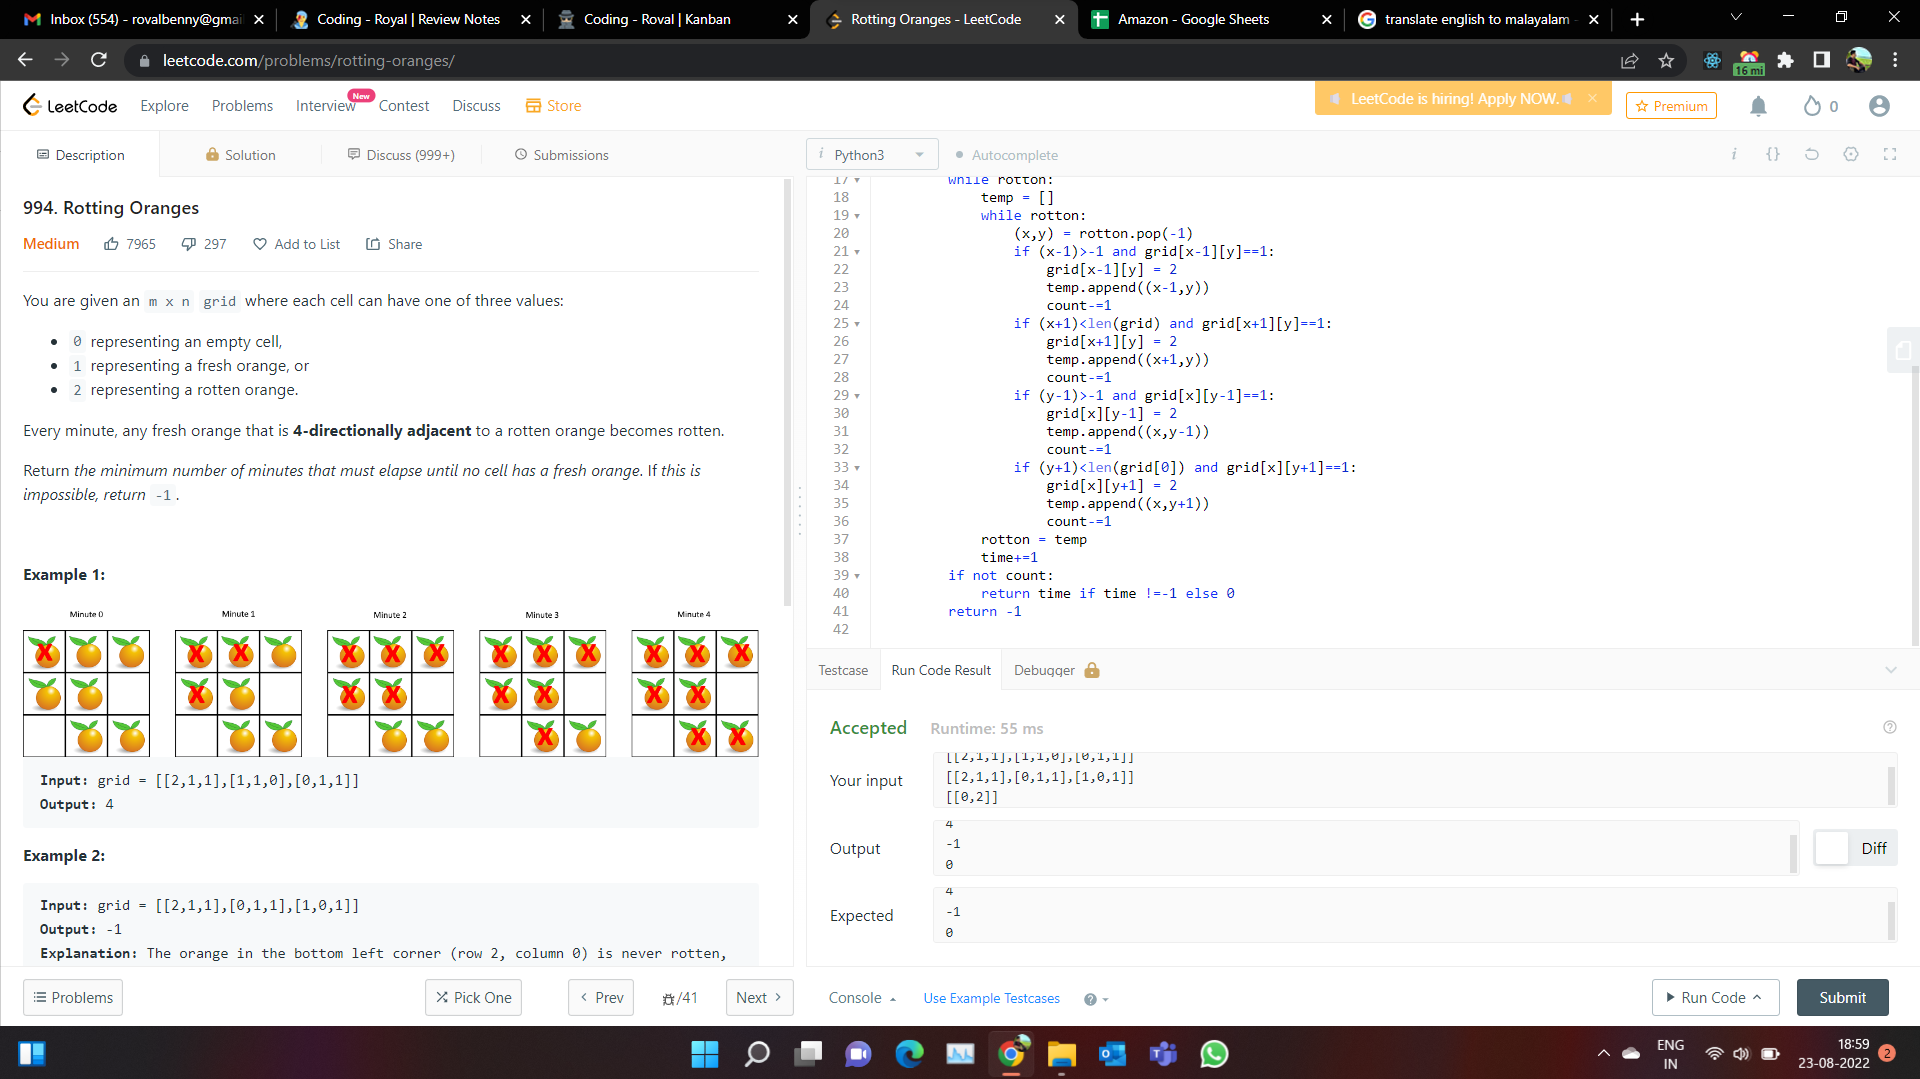 Inbox (554) - rovalbenny@gmai
Coding - Royal | Review Notes
Coding - Roval | Kanban
Rotting Oranges - LeetCode
Amazon - Google Sheets
translate english to malayalam -
leetcode.com/problems/rotting-oranges/
16 mi
LeetCode
Explore
Problems
Interview
New
Contest
Discuss
Store
LeetCode is hiring! Apply NOW.
Premium
0
Description
Solution
Discuss (999+)
Submissions
994. Rotting Oranges
Medium 7965 297 Add to List Share
You are given an m x n grid where each cell can have one of three values:
• 0 representing an empty cell,
• 1 representing a fresh orange, or
• 2 representing a rotten orange.
Every minute, any fresh orange that is 4-directionally adjacent to a rotten orange becomes rotten.
Return the minimum number of minutes that must elapse until no cell has a fresh orange. If this is
impossible, return -1.
Example 1:
Minute 0 Minute 1 Minute 2 Minute 3 Minute 4
Input: grid = [[2,1,1],[1,1,0],[0,1,1]]
Output: 4
Example 2:
Input: grid = [[2,1,1],[0,1,1],[1,0,1]]
Output: -1
Explanation: The orange in the bottom left corner (row 2, column 0) is never rotten,
Problems
Pick One
Prev
/41
Next
i Python3
Autocomplete
17 while rotton:
18 temp = []
19 while rotton:
20 (x,y) = rotton.pop(-1)
21 if (x-1)>-1 and grid[x-1][y]==1:
22 grid[x-1][y] = 2
23 temp.append((x-1,y))
24 count-=1
25 if (x+1)<len(grid) and grid[x+1][y]==1:
26 grid[x+1][y] = 2
27 temp.append((x+1,y))
28 count-=1
29 if (y-1)>-1 and grid[x][y-1]==1:
30 grid[x][y-1] = 2
31 temp.append((x,y-1))
32 count-=1
33 if (y+1)<len(grid[0]) and grid[x][y+1]==1:
34 grid[x][y+1] = 2
35 temp.append((x,y+1))
36 count-=1
37 rotton = temp
38 time+=1
39 if not count:
40 return time if time !=-1 else 0
41 return -1
42
Testcase
Run Code Result
Debugger
Accepted Runtime: 55 ms
Your input
[[2,1,1],[1,1,0],[0,1,1]]
[[2,1,1],[0,1,1],[1,0,1]]
[[0,2]]
Output
4
-1
0
Diff
Expected
4
-1
0
Console
Use Example Testcases
Run Code
Submit
ENG
IN
18:59
23-08-2022
2